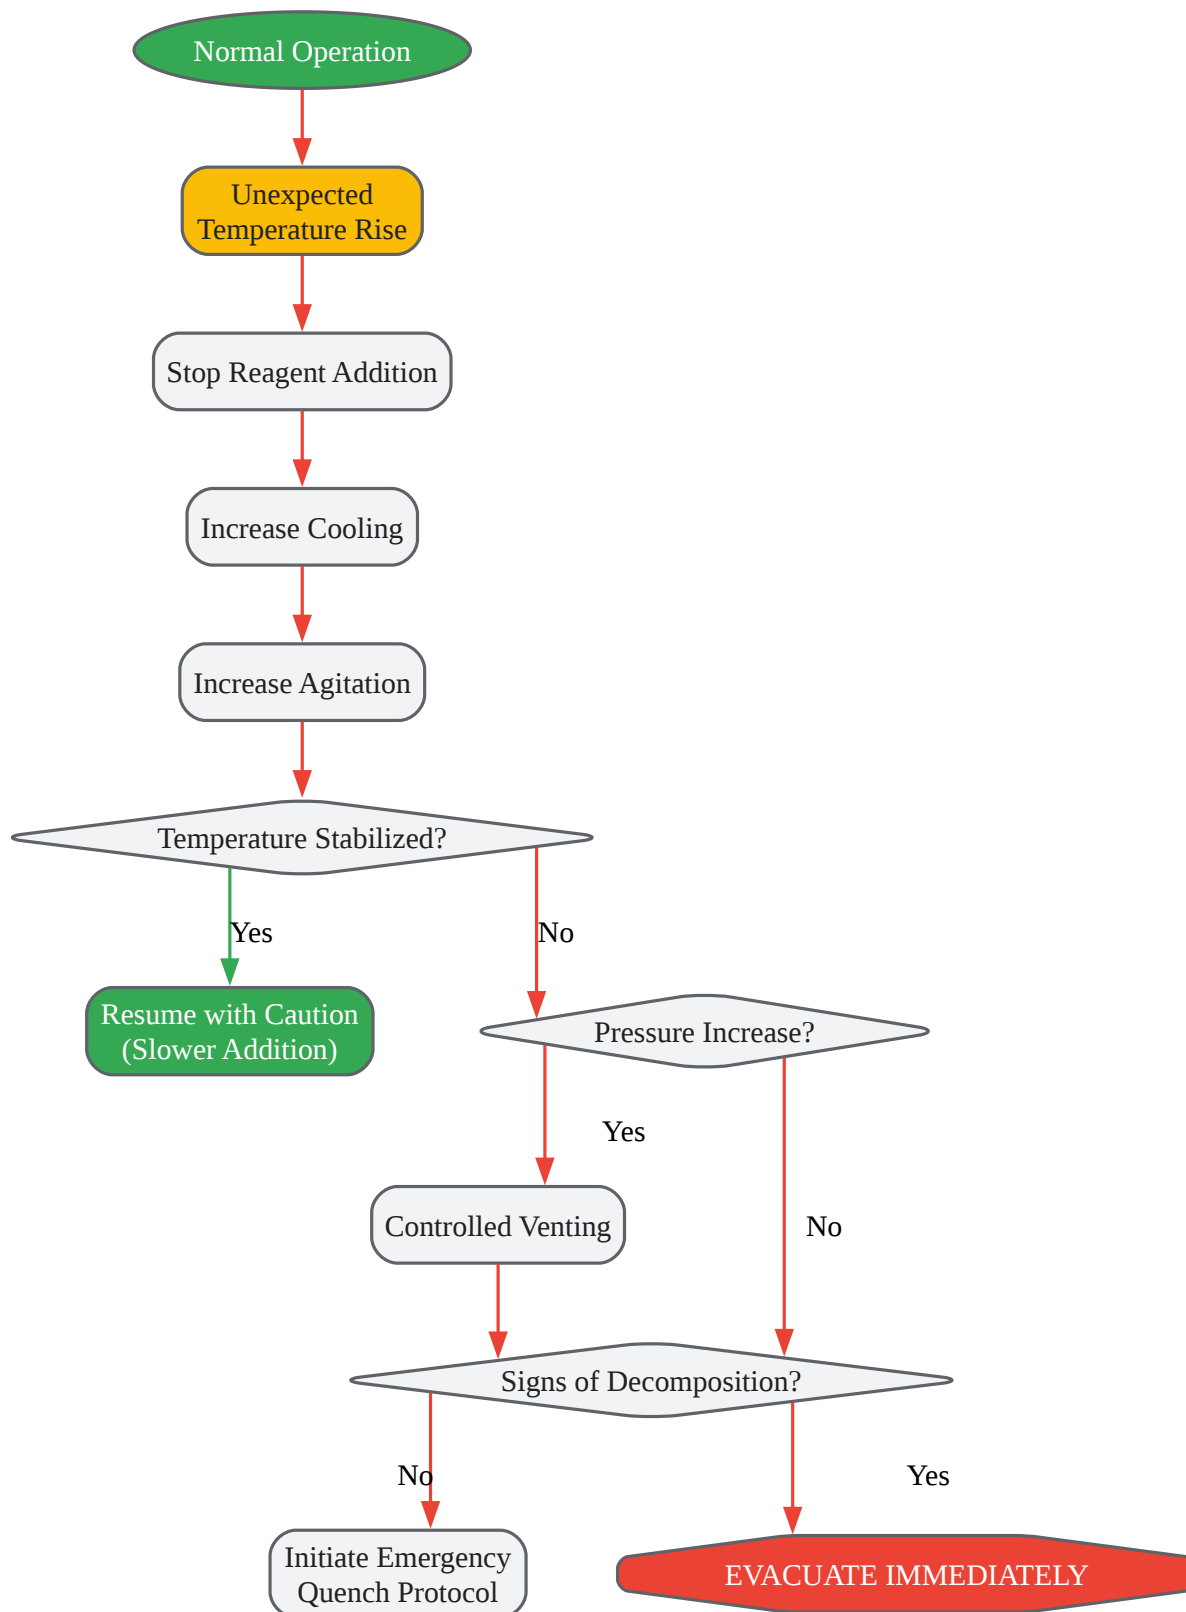 Normal Operation
Unexpected
Temperature Rise
Stop Reagent Addition
Increase Cooling
Increase Agitation
Temperature Stabilized?
Yes
No
Resume with Caution
(Slower Addition)
Pressure Increase?
Yes
Controlled Venting
No
Signs of Decomposition?
No
Yes
Initiate Emergency
Quench Protocol
EVACUATE IMMEDIATELY